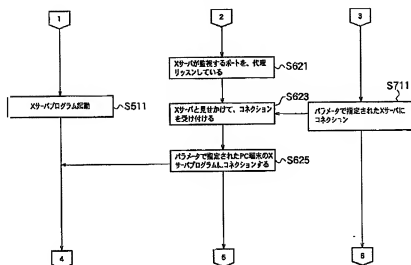 1
2
3
Xサーバが監視するポートを、代理
リッスンしている
S621
S623
S711
Xサーバプログラム起動
S511
Xサーバと見せかけて、コネクション
を受け付ける
パラメータで指定されたXサーバに
コネクション
パラメータで指定されたPC端末のX
サーバプログラムにコネクションする
S625
4
5
6